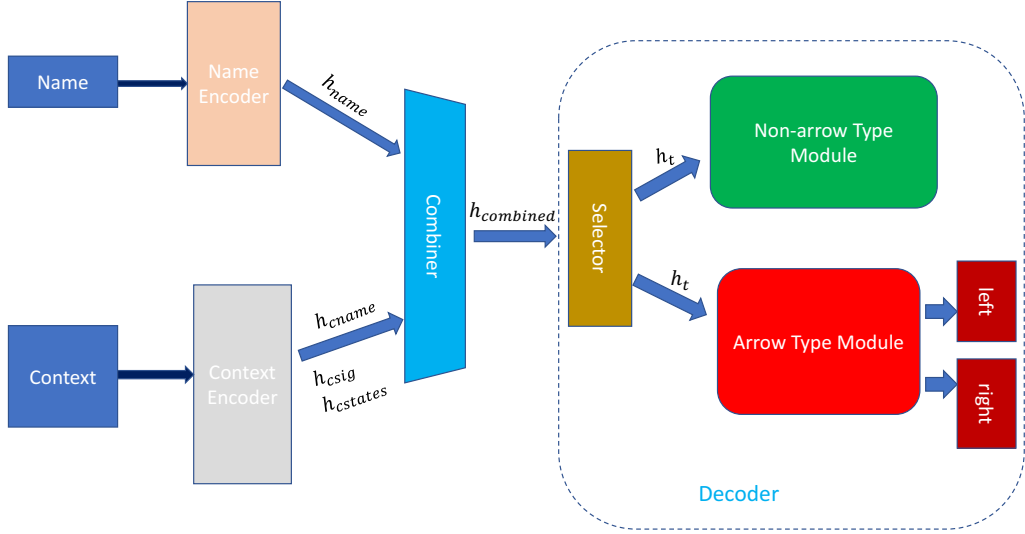 Name
Name
Encoder
h_name
Context
Context
Encoder
h_cname
h_csig
h_cstates
Combiner
h_combined
Selector
h_t
Non-arrow Type
Module
h_t
Arrow Type Module
left
right
Decoder